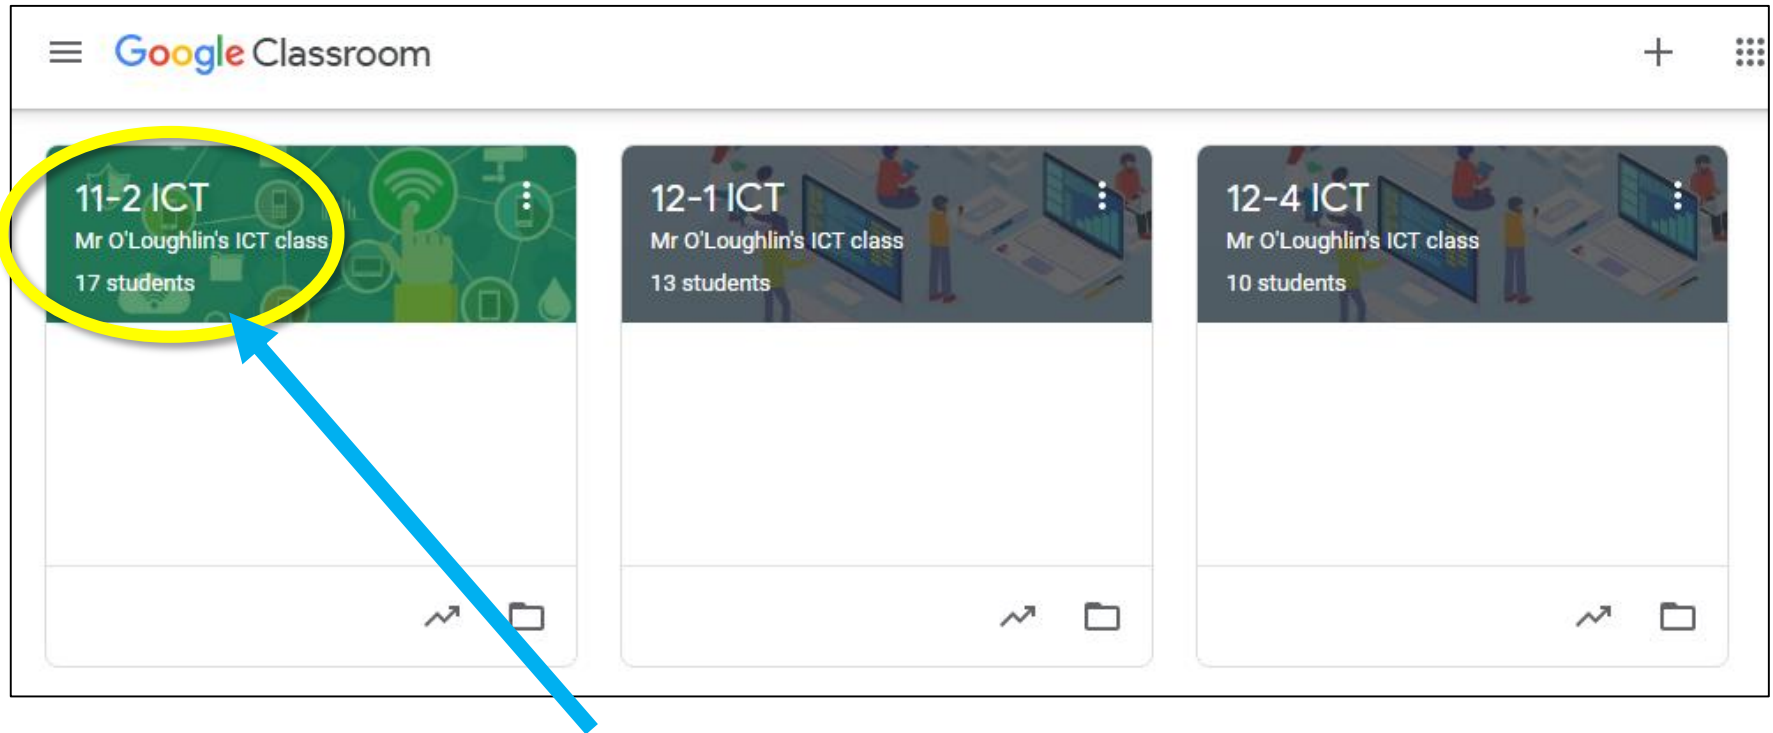 Google Classroom
11-2 ICT
Mr O'Loughlin's ICT class
17 students
12-1 ICT
Mr O'Loughlin's ICT class
13 students
12-4 ICT
Mr O'Loughlin's ICT class
10 students